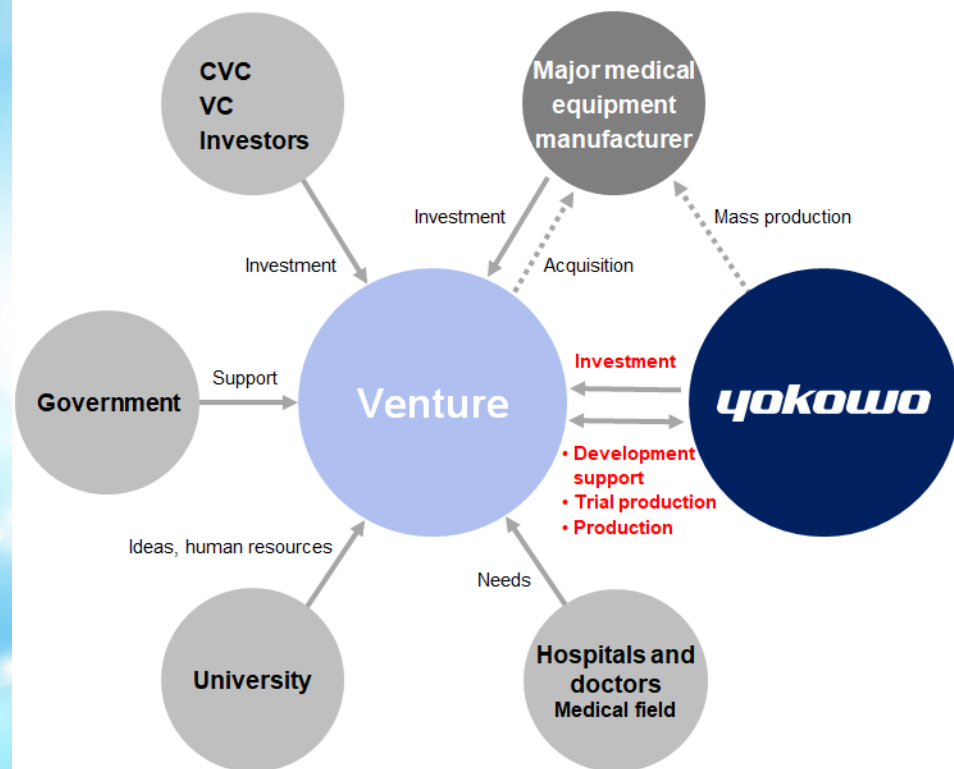 CVC
VC
Investors
Major medical
equipment
manufacturer
Investment
Mass production
Investment
Acquisition
Government
Support
Venture
Investment
yokowo
• Development
support
• Trial production
• Production
Ideas, human resources
Needs
University
Hospitals and
doctors
Medical field